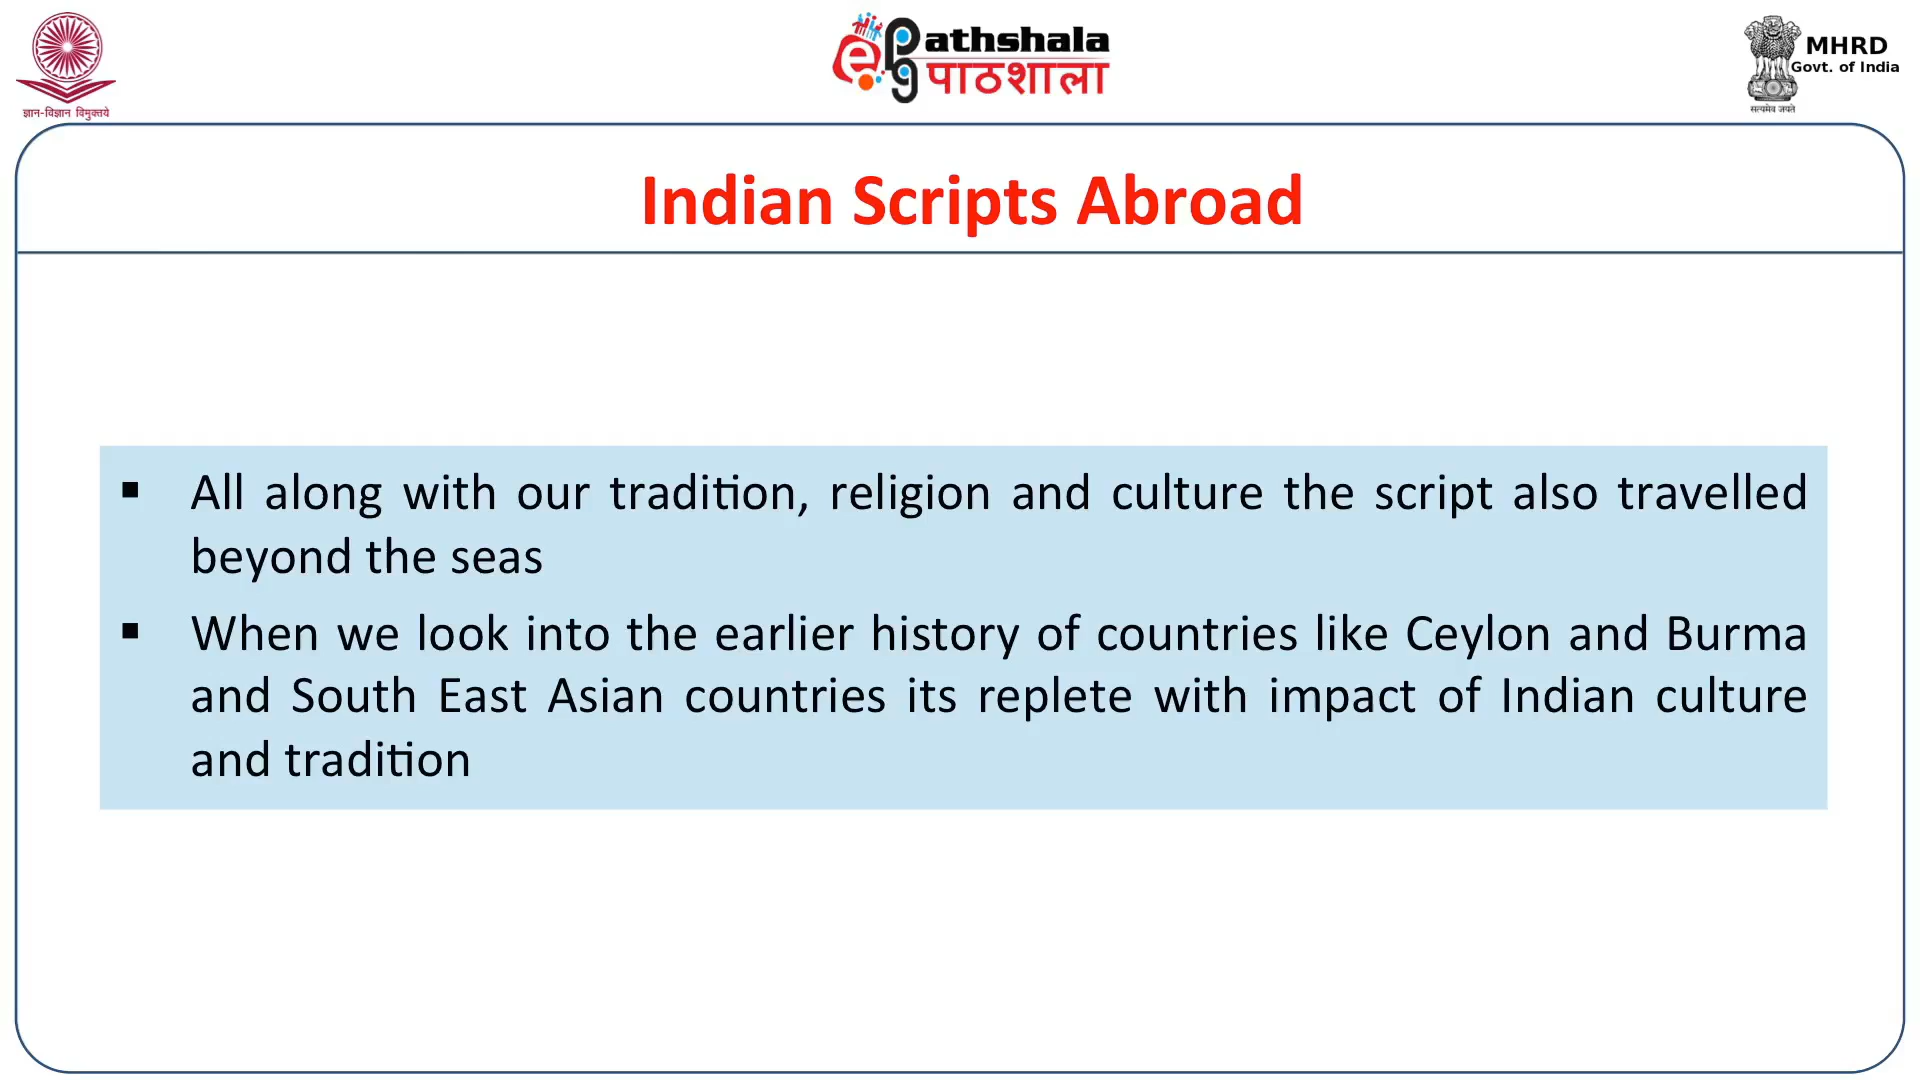 ज्ञान-विज्ञान विमुक्तये
e
pg
Pathshala
पाठशाला
MHRD
Govt. of India
सत्यमेव जयते
Indian Scripts Abroad
▪ All along with our tradition, religion and culture the script also travelled
beyond the seas
▪ When we look into the earlier history of countries like Ceylon and Burma
and South East Asian countries its replete with impact of Indian culture
and tradition